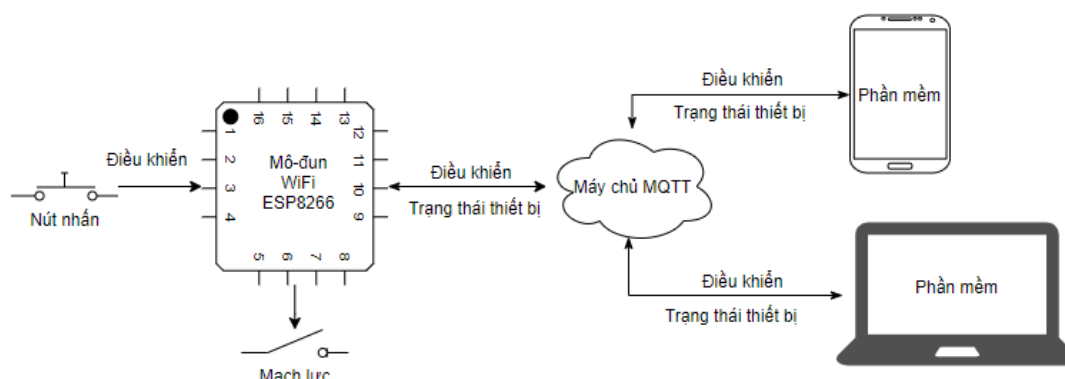 Điều khiển
Trạng thái thiết bị
Phần mềm
16
15
14
13
1
2
3
4
12
11
10
9
5
6
7
8
Mô-đun
WiFi
ESP8266
Điều khiển
Nút nhấn
Điều khiển
Trạng thái thiết bị
Máy chủ MQTT
Điều khiển
Trạng thái thiết bị
Phần mềm
Mạch lực